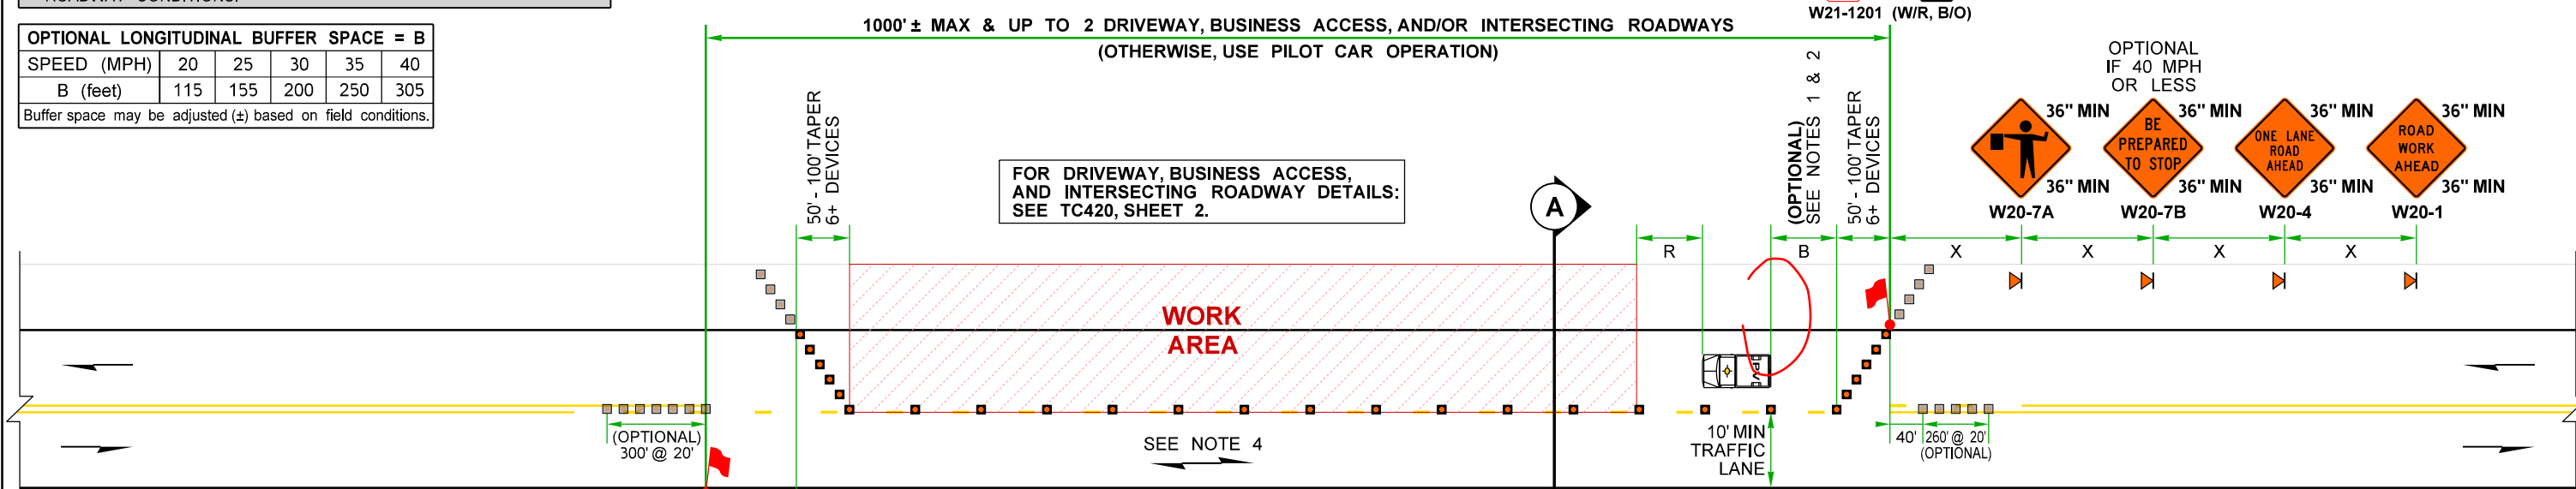 ROADWAY CONDITIONS.
OPTIONAL LONGITUDINAL BUFFER SPACE = B
SPEED (MPH) 20 25 30 35 40
B (feet) 115 155 200 250 305
Buffer space may be adjusted (±) based on field conditions.
1000' ± MAX & UP TO 2 DRIVEWAY, BUSINESS ACCESS, AND/OR INTERSECTING ROADWAYS
(OTHERWISE, USE PILOT CAR OPERATION)
W21-1201 (W/R, B/O)
OPTIONAL
IF 40 MPH
OR LESS
36" MIN
36" MIN
36" MIN
36" MIN
BE
PREPARED
TO STOP
ONE LANE
ROAD
AHEAD
ROAD
WORK
AHEAD
36" MIN
36" MIN
36" MIN
36" MIN
W20-7A
W20-7B
W20-4
W20-1
50' - 100' TAPER
6+ DEVICES
FOR DRIVEWAY, BUSINESS ACCESS,
AND INTERSECTING ROADWAY DETAILS:
SEE TC420, SHEET 2.
A
(OPTIONAL)
SEE NOTES 1 & 2
50' - 100' TAPER
6+ DEVICES
R
B
X
X
X
X
WORK
AREA
PV
(OPTIONAL)
300' @ 20'
SEE NOTE 4
10' MIN
TRAFFIC
LANE
40'
260' @ 20'
(OPTIONAL)